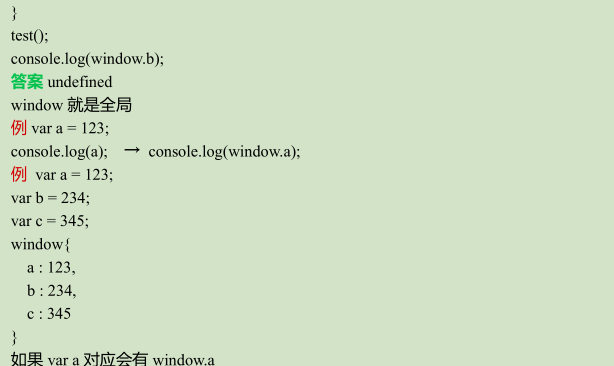 }
test();
console.log(window.b);
答案 undefined
window 就是全局
例 var a = 123;
console.log(a); → console.log(window.a);
例 var a = 123;
var b = 234;
var c = 345;
window{
a : 123,
b : 234,
c : 345
}
如果 var a 对应会有 window.a